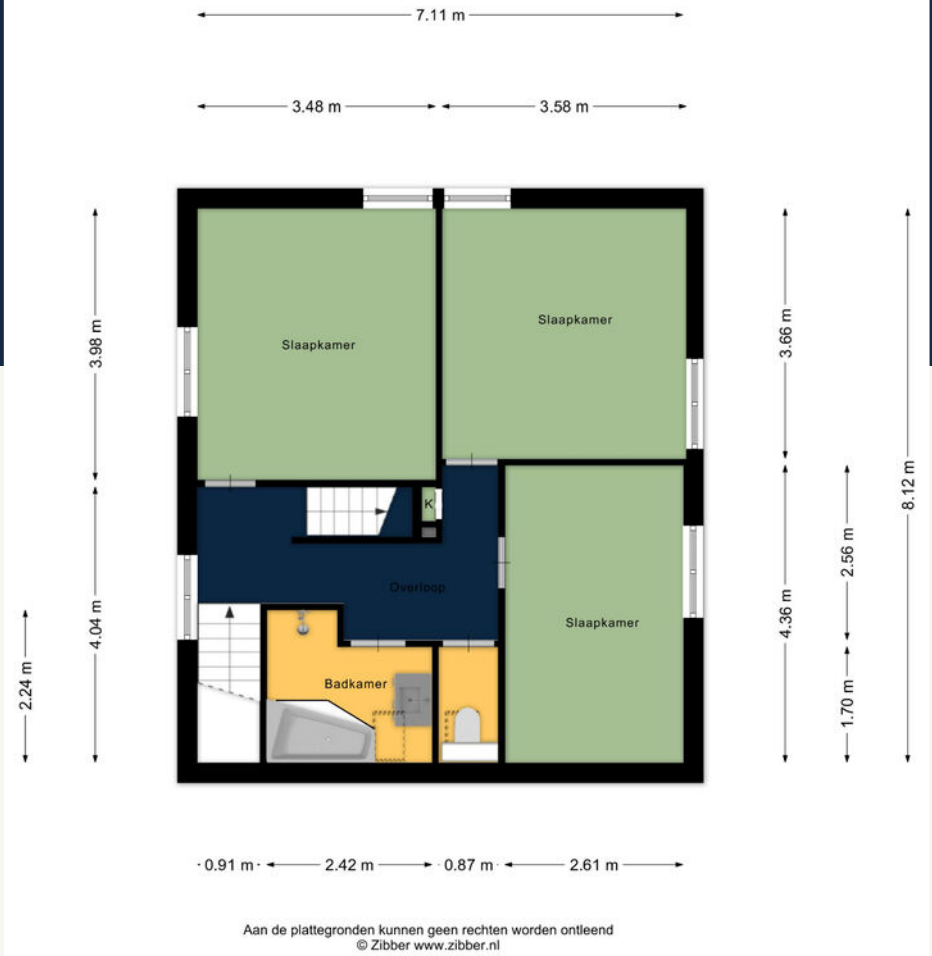 7.11 m
3.48 m
3.58 m
3.98 m
4.04 m
2.24 m
3.66 m
4.36 m
2.56 m
1.70 m
8.12 m
Slaapkamer
Slaapkamer
K
Overloop
Slaapkamer
Badkamer
0.91 m
2.42 m
0.87 m
2.61 m
Aan de plattegronden kunnen geen rechten worden ontleend
© Zibber www.zibber.nl